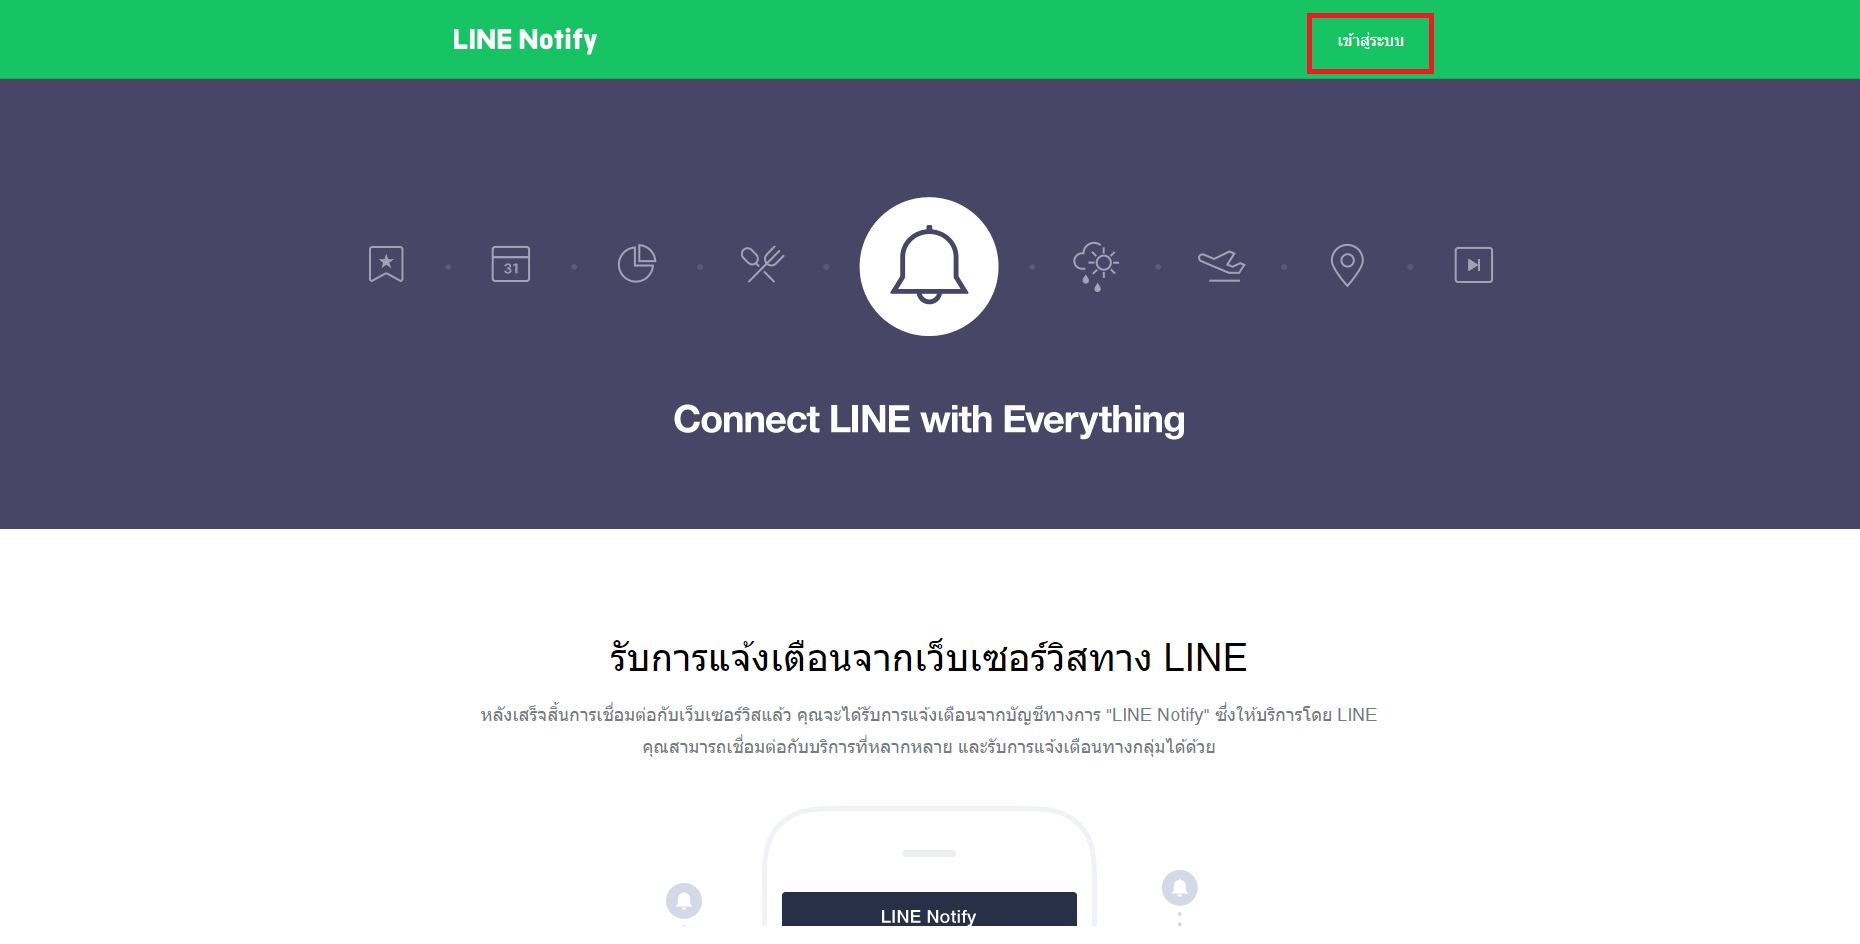 LINE Notify
เข้าสู่ระบบ
31
Connect LINE with Everything
รับการแจ้งเตือนจากเว็บเซอร์วิสทาง LINE
หลังเสร็จสิ้นการเชื่อมต่อกับเว็บเซอร์วิสแล้ว คุณจะได้รับการแจ้งเตือนจากบัญชีทางการ "LINE Notify" ซึ่งให้บริการโดย LINE
คุณสามารถเชื่อมต่อกับบริการที่หลากหลาย และรับการแจ้งเตือนทางกลุ่มได้ด้วย
LINE Notify